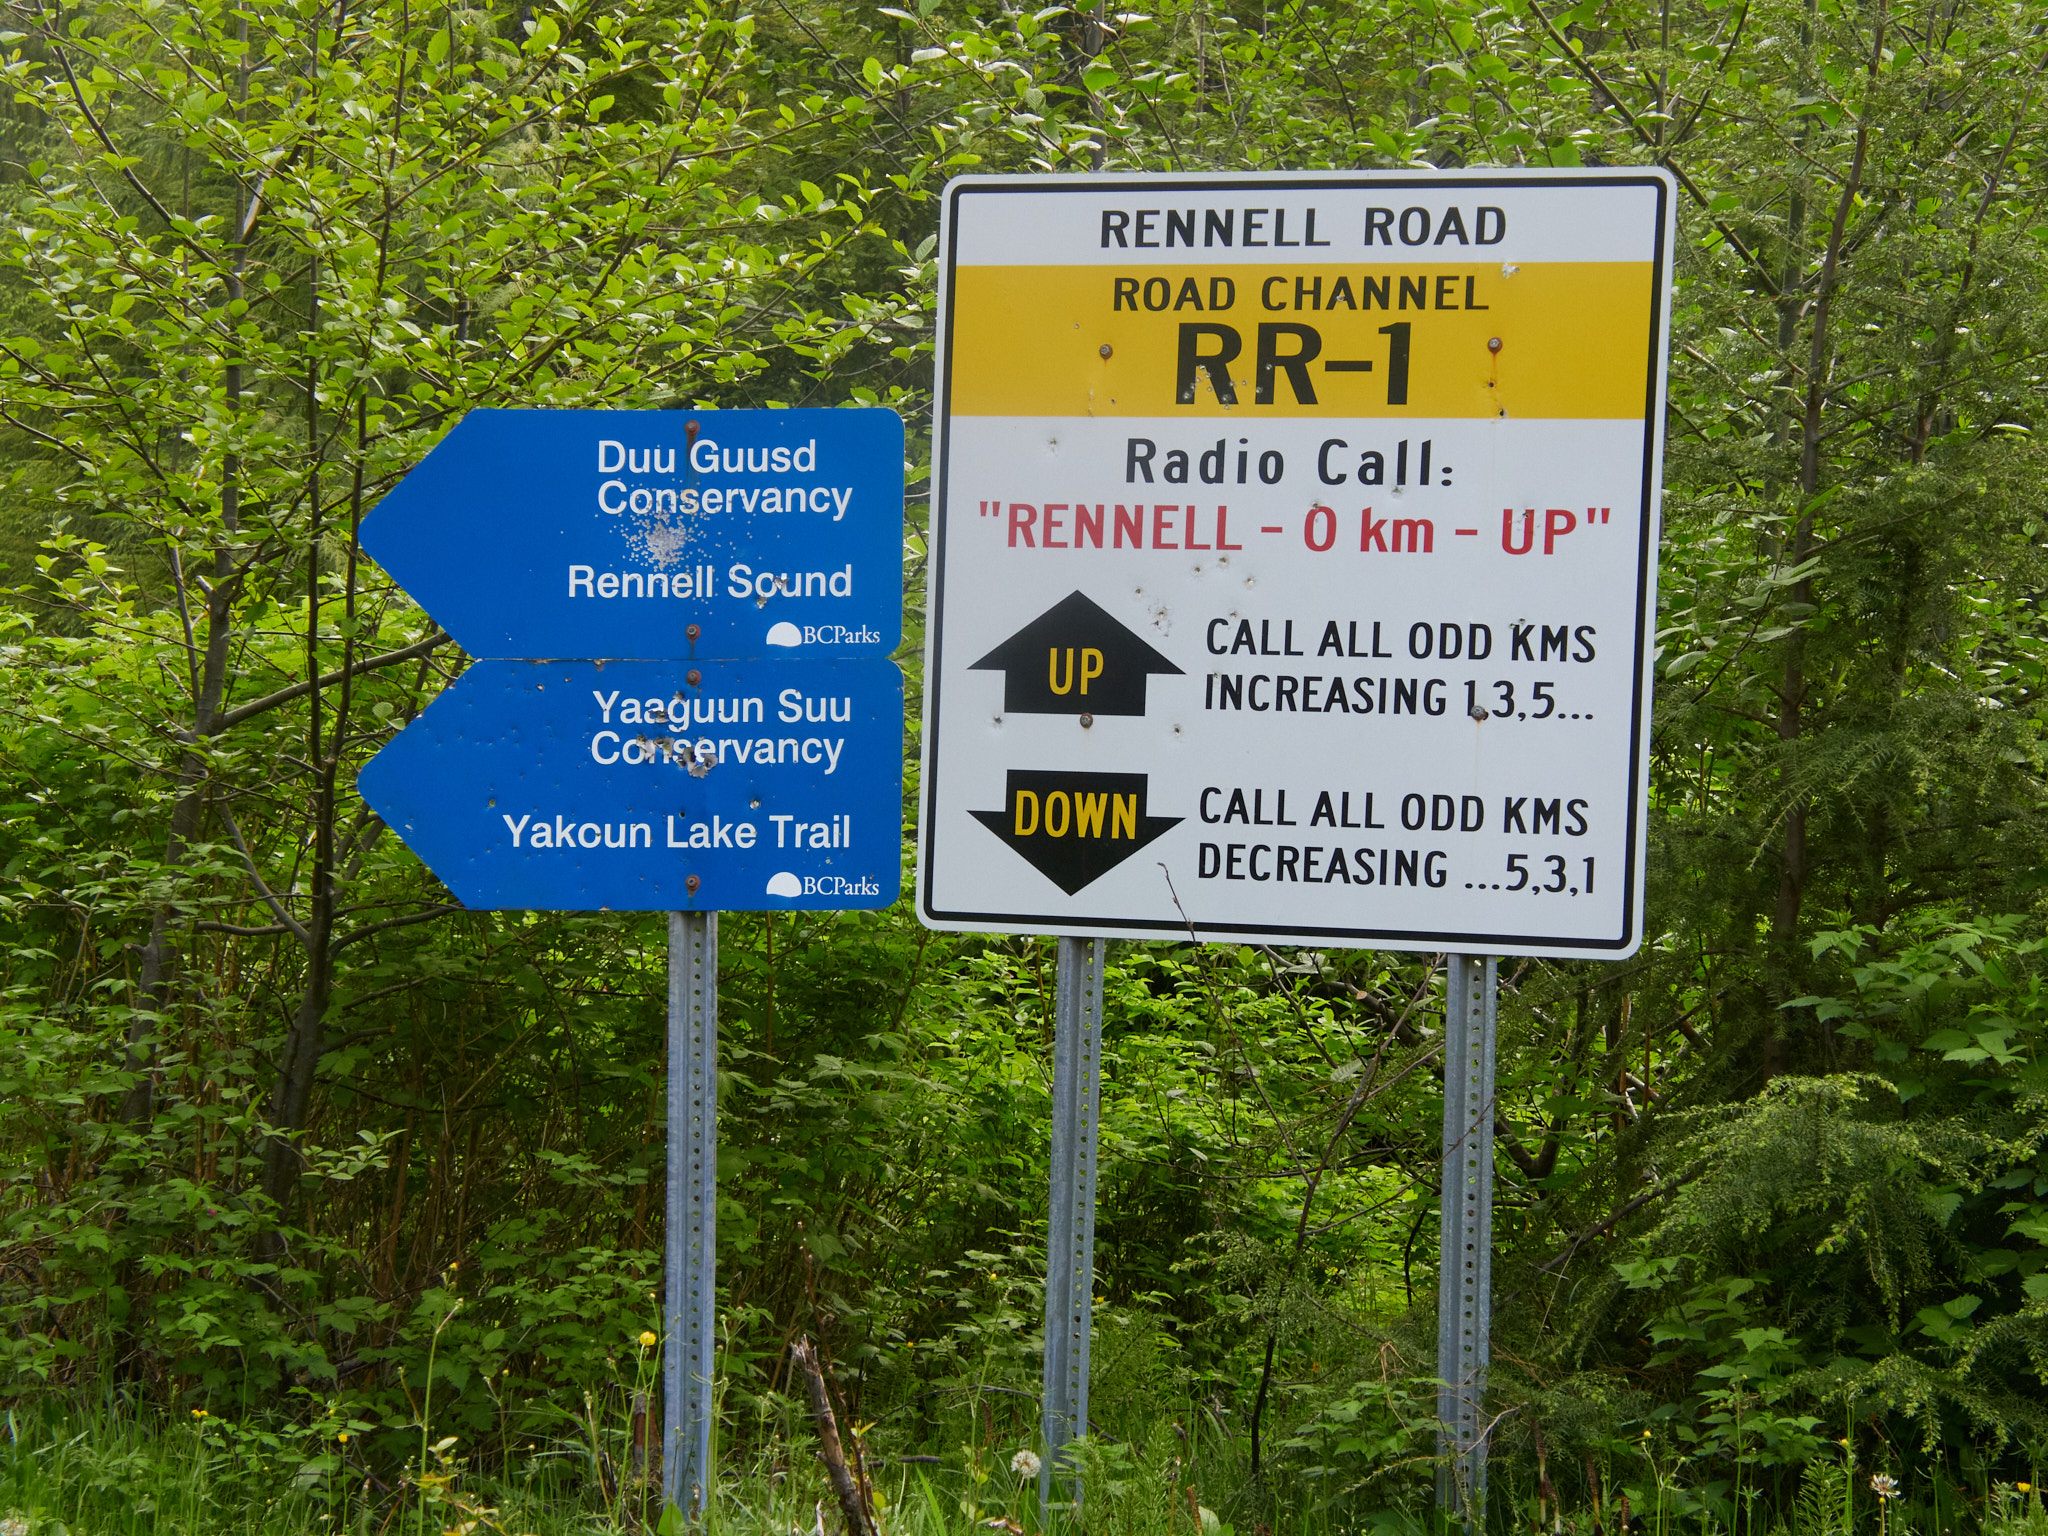 Duu Guusd
Conservancy
Rennell Sound
BCParks
Yaaguun Suu
Conservancy
Yakoun Lake Trail
BCParks
RENNELL ROAD
ROAD CHANNEL
RR-1
Radio Call:
"RENNELL - 0 km - UP"
UP
CALL ALL ODD KMS
INCREASING 1,3,5...
DOWN
CALL ALL ODD KMS
DECREASING ...5,3,1